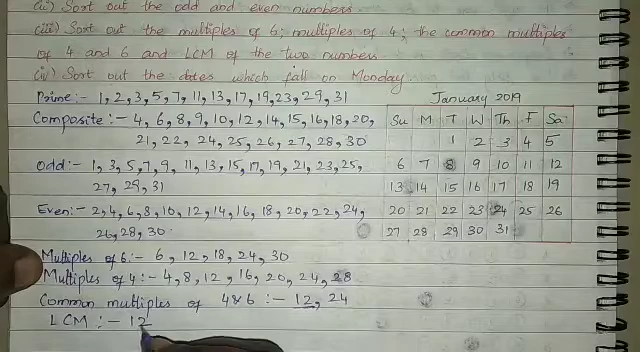 (ii) Sort out the odd and even numbers.
(iii) Sort out the multiples of 6; multiples of 4; the common multiples
of 4 and 6 and LCM of the two numbers.
(iv) Sort out the dates which fall on Monday.
Prime:- 1,2,3,5,7,11,13,17,19,23,29,31
Composite:- 4,6,8,9,10,12,14,15,16,18,20,
21,22,24,25,26,27,28,30
Odd:- 1,3,5,7,9,11,13,15,17,19,21,23,25,
27,29,31
Even:- 2,4,6,8,10,12,14,16,18,20,22,24,
26,28,30.
Multiples of 6:- 6,12,18,24,30
Multiples of 4:- 4,8,12,16,20,24,28
Common multiples of 4&6:- 12,24
LCM:- 12
January 2019
Su M T W Th F Sa
1 2 3 4 5
6 7 8 9 10 11 12
13 14 15 16 17 18 19
20 21 22 23 24 25 26
27 28 29 30 31